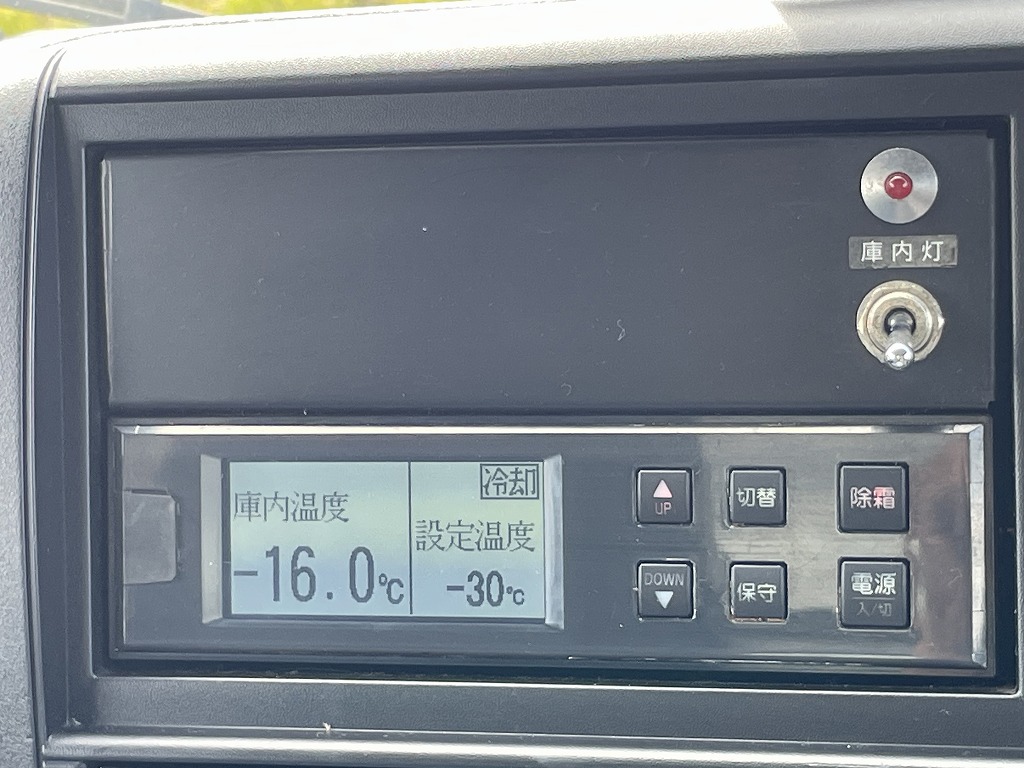 庫内灯
冷却
庫内温度
設定温度
-16.0℃
-30℃
UP
切替
除霜
DOWN
保守
電源
入/切